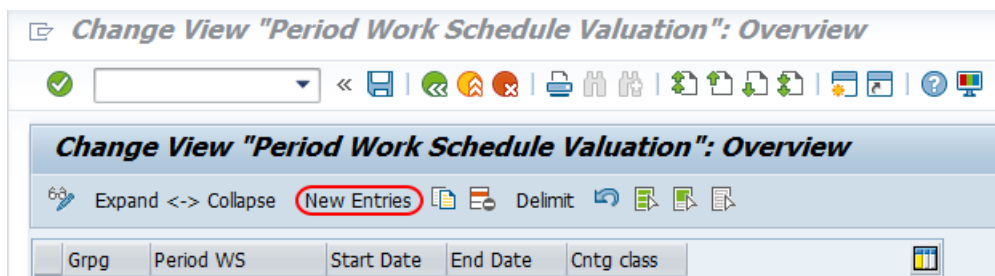 Change View "Period Work Schedule Valuation": Overview
«
Change View "Period Work Schedule Valuation": Overview
Expand <-> Collapse New Entries Delimit
Grpg Period WS Start Date End Date Cntg class